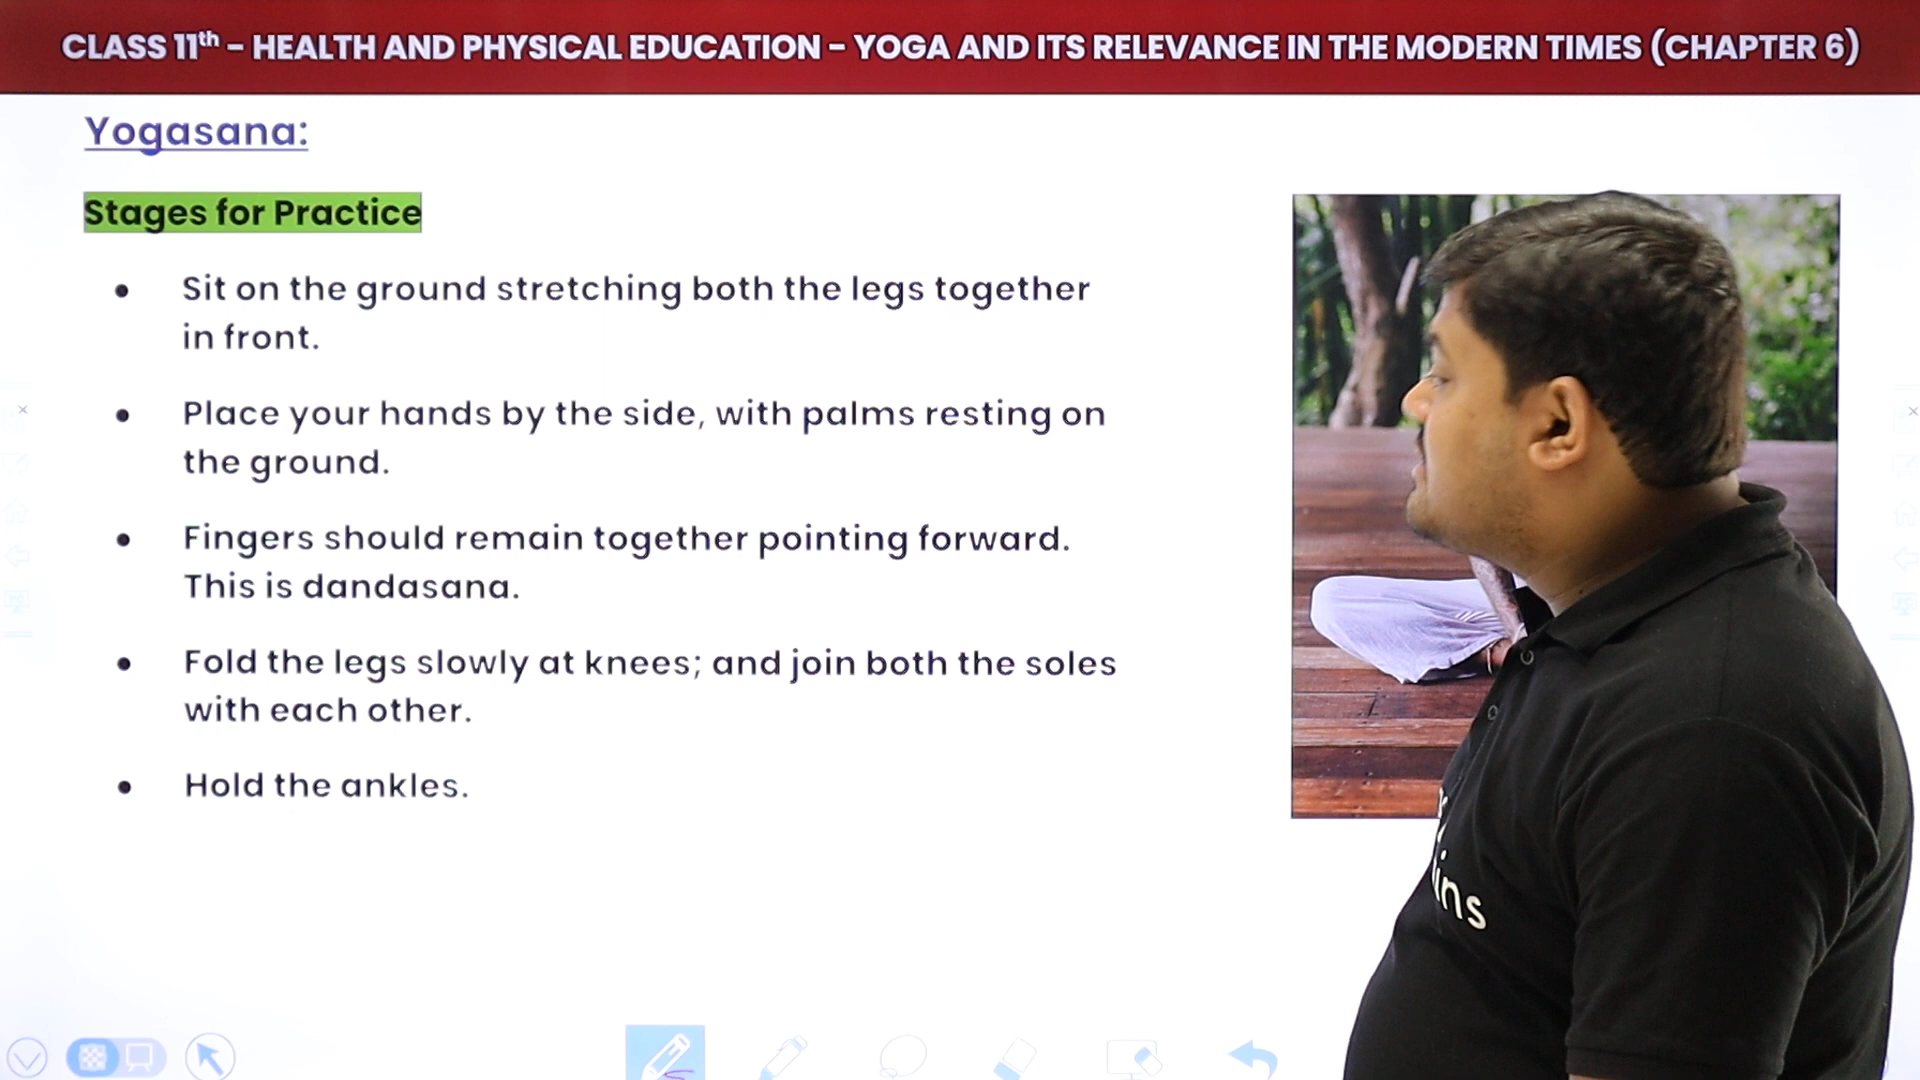 CLASS 11th – HEALTH AND PHYSICAL EDUCATION – YOGA AND ITS RELEVANCE IN THE MODERN TIMES (CHAPTER 6)
Yogasana:
Stages for Practice
• Sit on the ground stretching both the legs together
in front.
• Place your hands by the side, with palms resting on
the ground.
• Fingers should remain together pointing forward.
This is dandasana.
• Fold the legs slowly at knees; and join both the soles
with each other.
• Hold the ankles.